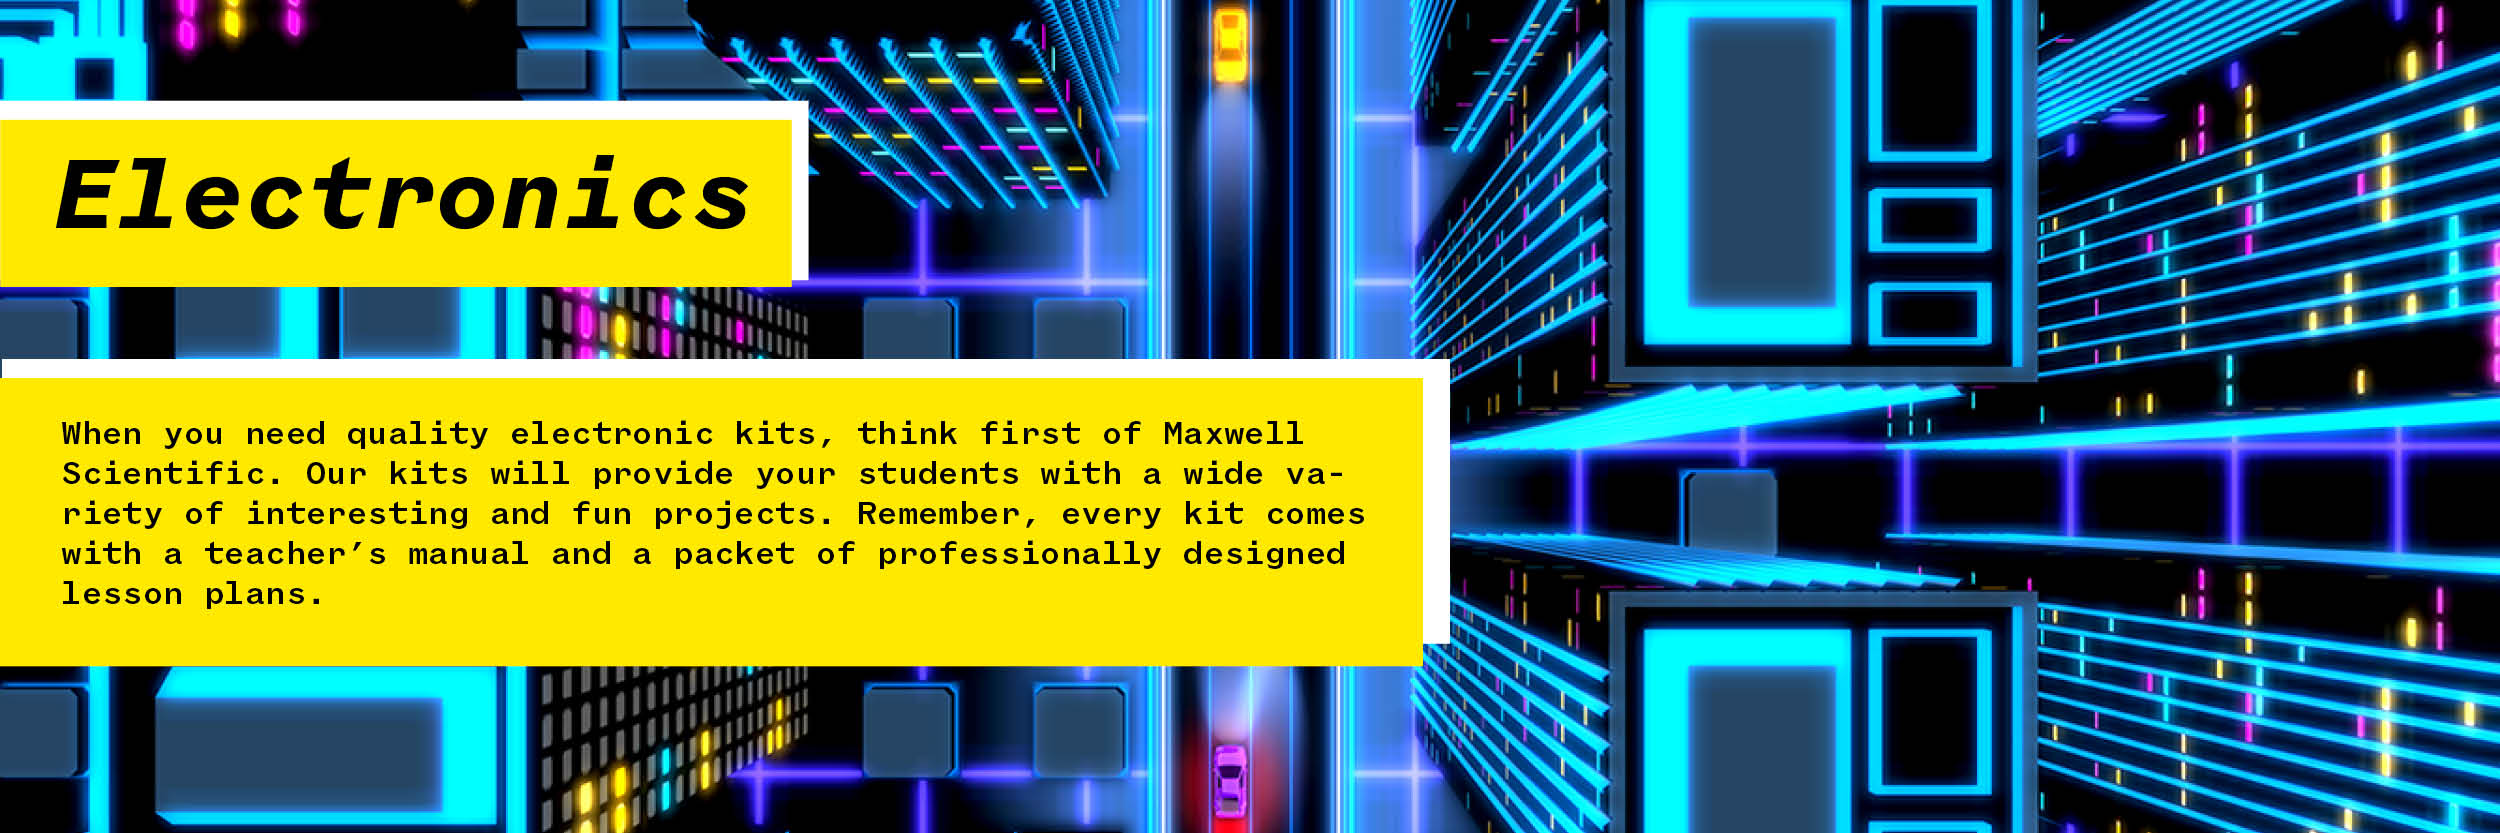 Electronics
When you need quality electronic kits, think first of Maxwell
Scientific. Our kits will provide your students with a wide va-
riety of interesting and fun projects. Remember, every kit comes
with a teacher’s manual and a packet of professionally designed
lesson plans.